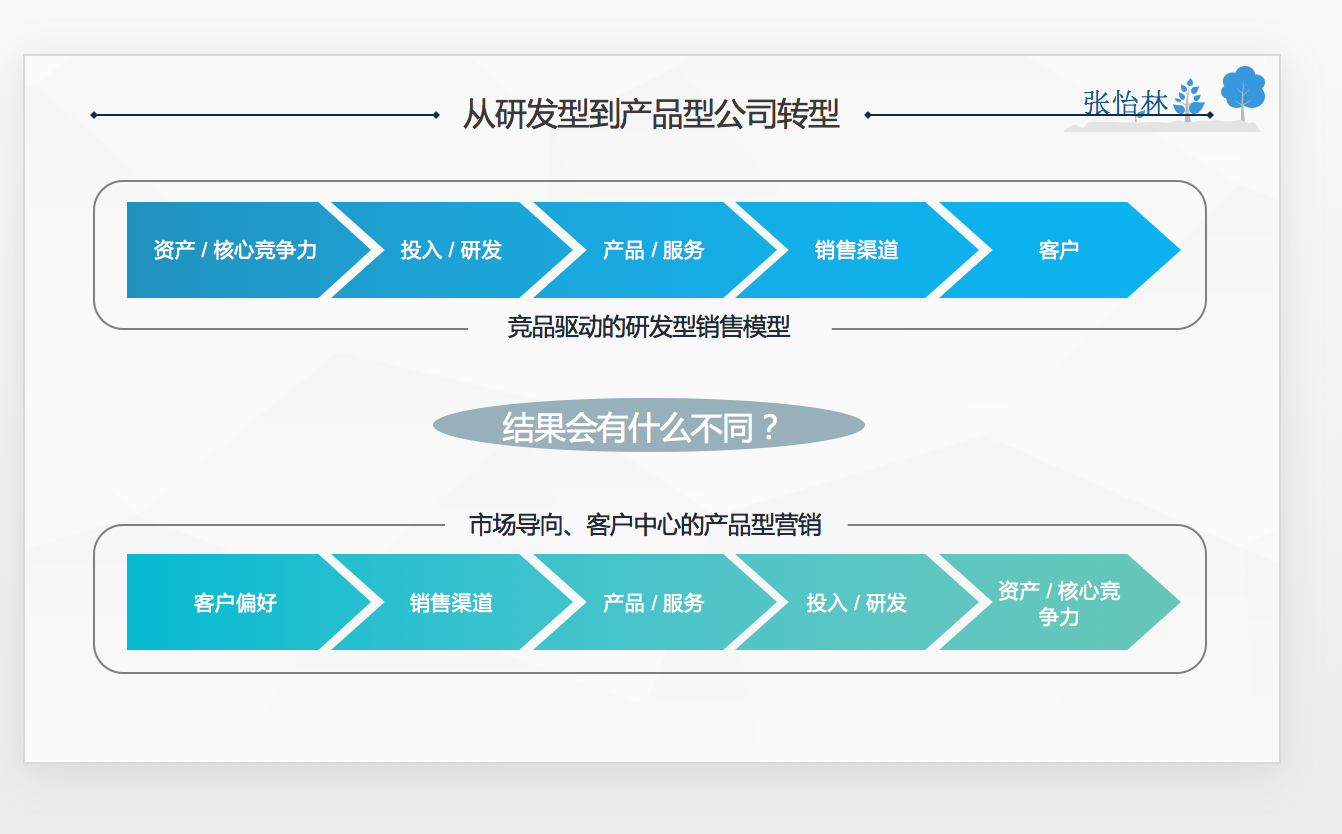 从研发型到产品型公司转型
张怡林
资产 / 核心竞争力
投入 / 研发
产品 / 服务
销售渠道
客户
竞品驱动的研发型销售模型
结果会有什么不同？
市场导向、客户中心的产品型营销
客户偏好
销售渠道
产品 / 服务
投入 / 研发
资产 / 核心竞
争力